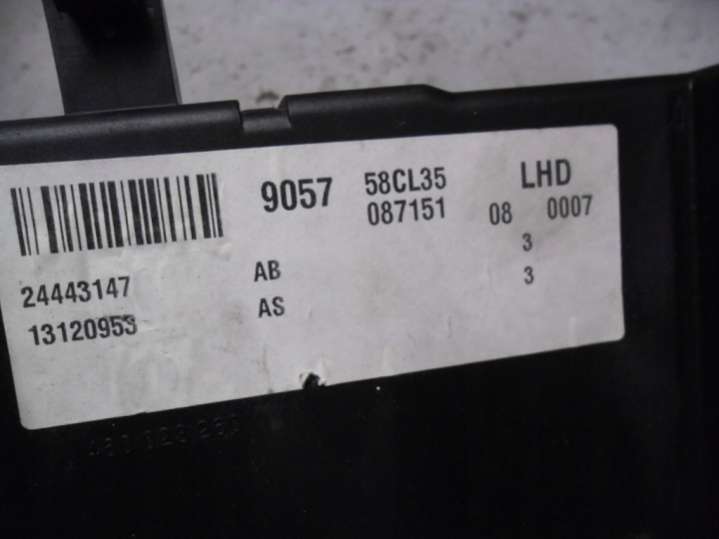 9057 58CL35 LHD
087151 08 0007
3
24443147 AB 3
13120953 AS